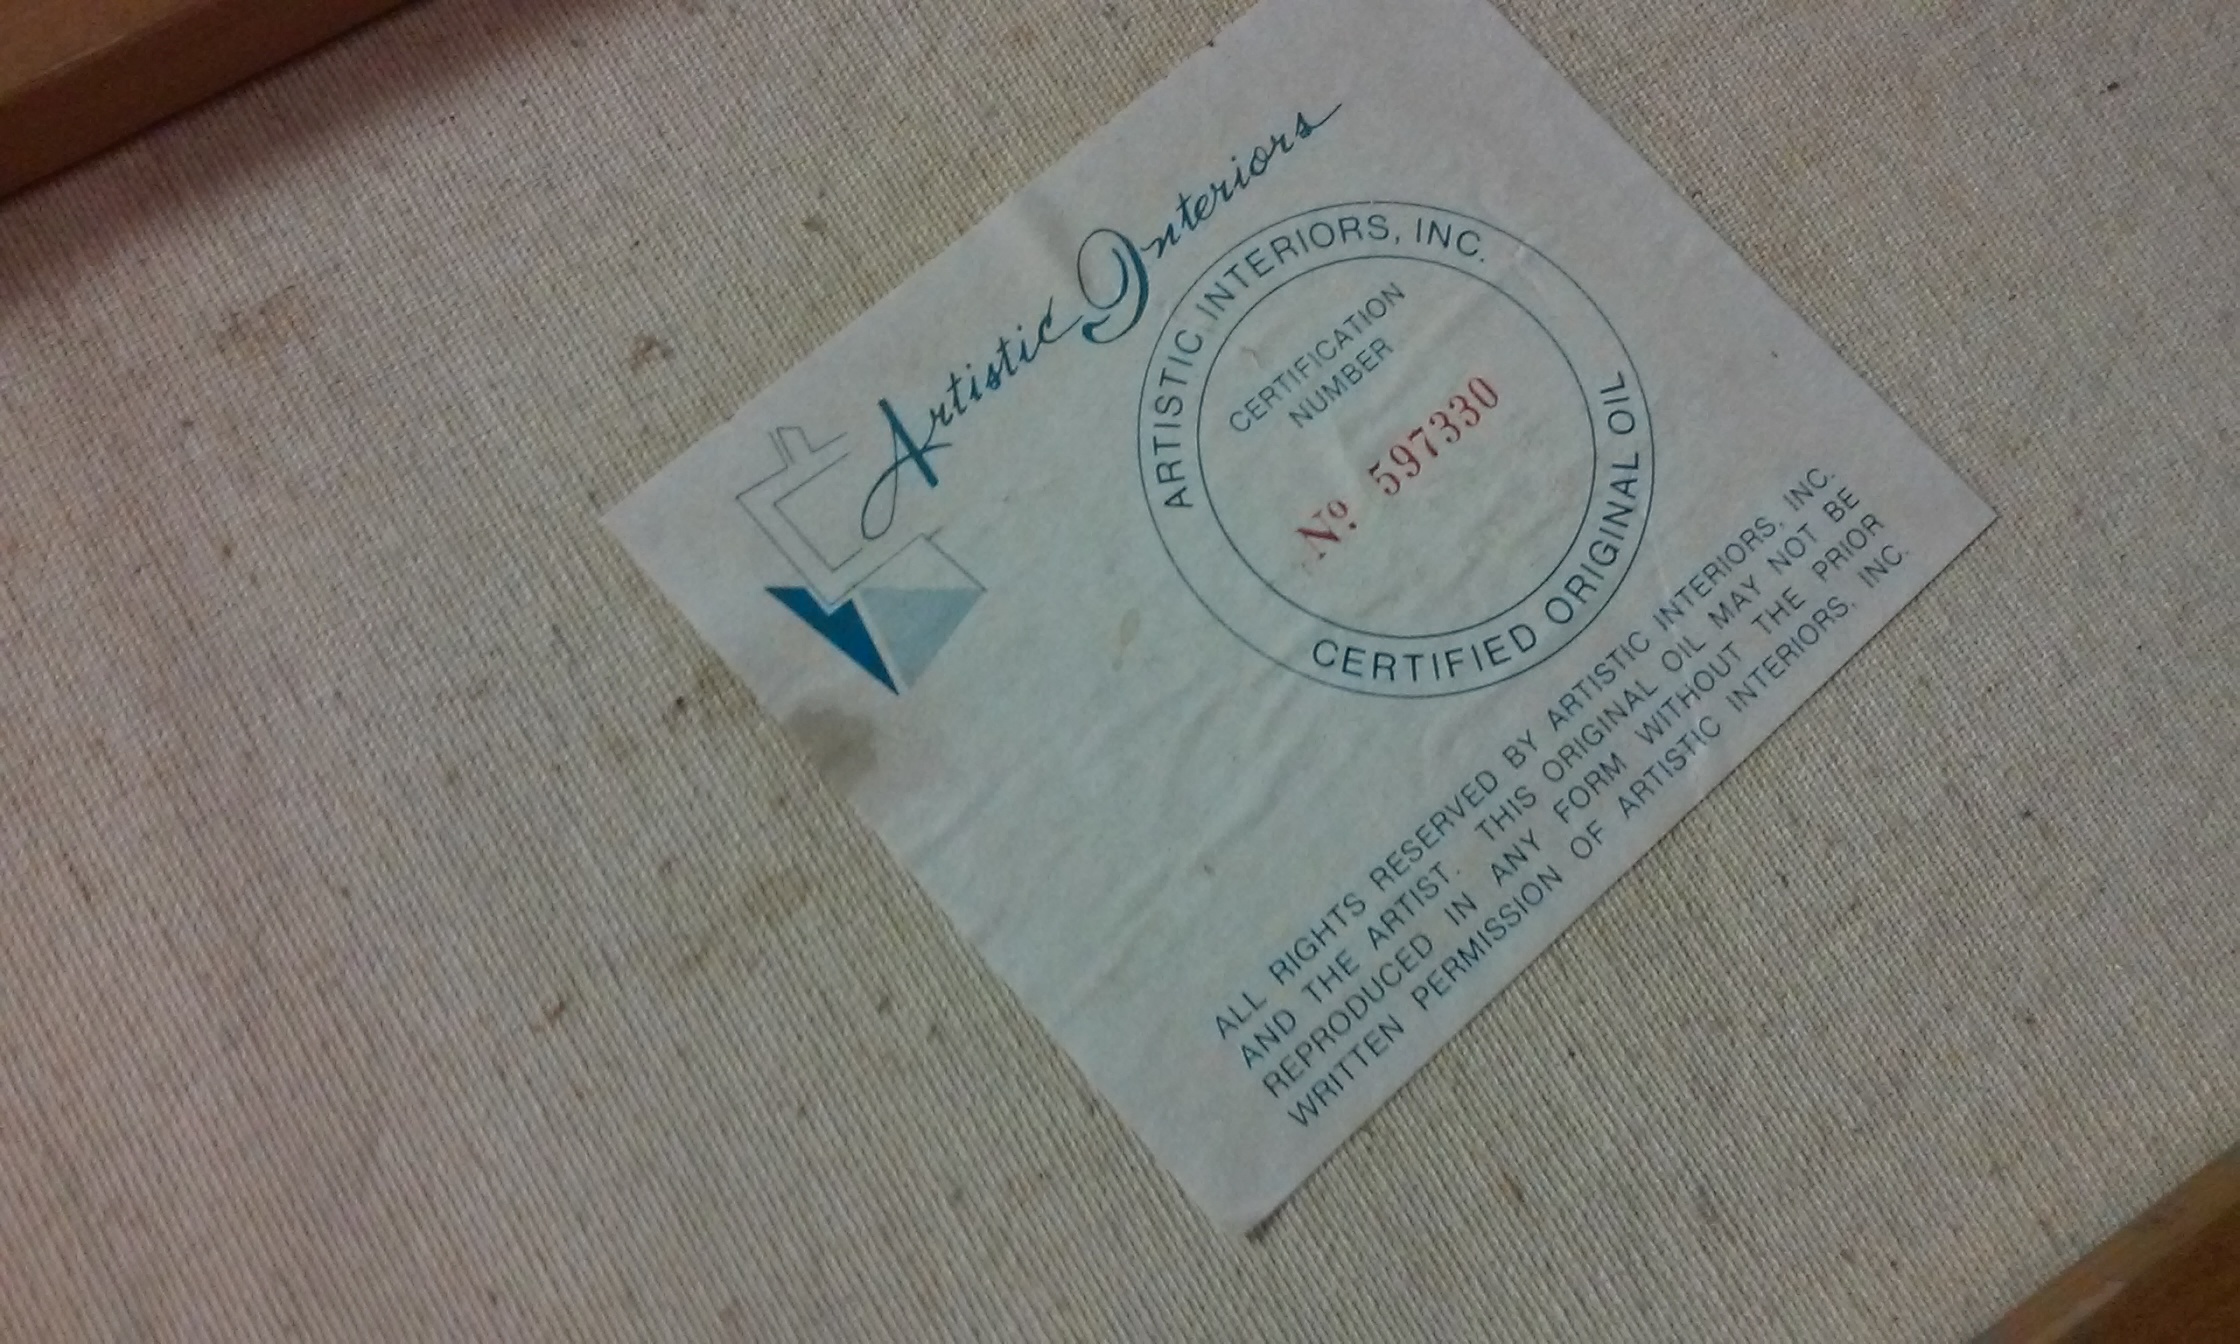 Artistic Interiors
ARTISTIC INTERIORS, INC.
CERTIFICATION
NUMBER
Nº 597330
CERTIFIED ORIGINAL OIL
ALL RIGHTS RESERVED BY ARTISTIC INTERIORS, INC.
AND THE ARTIST. THIS ORIGINAL OIL MAY NOT BE
REPRODUCED IN ANY FORM WITHOUT THE PRIOR
WRITTEN PERMISSION OF ARTISTIC INTERIORS, INC.